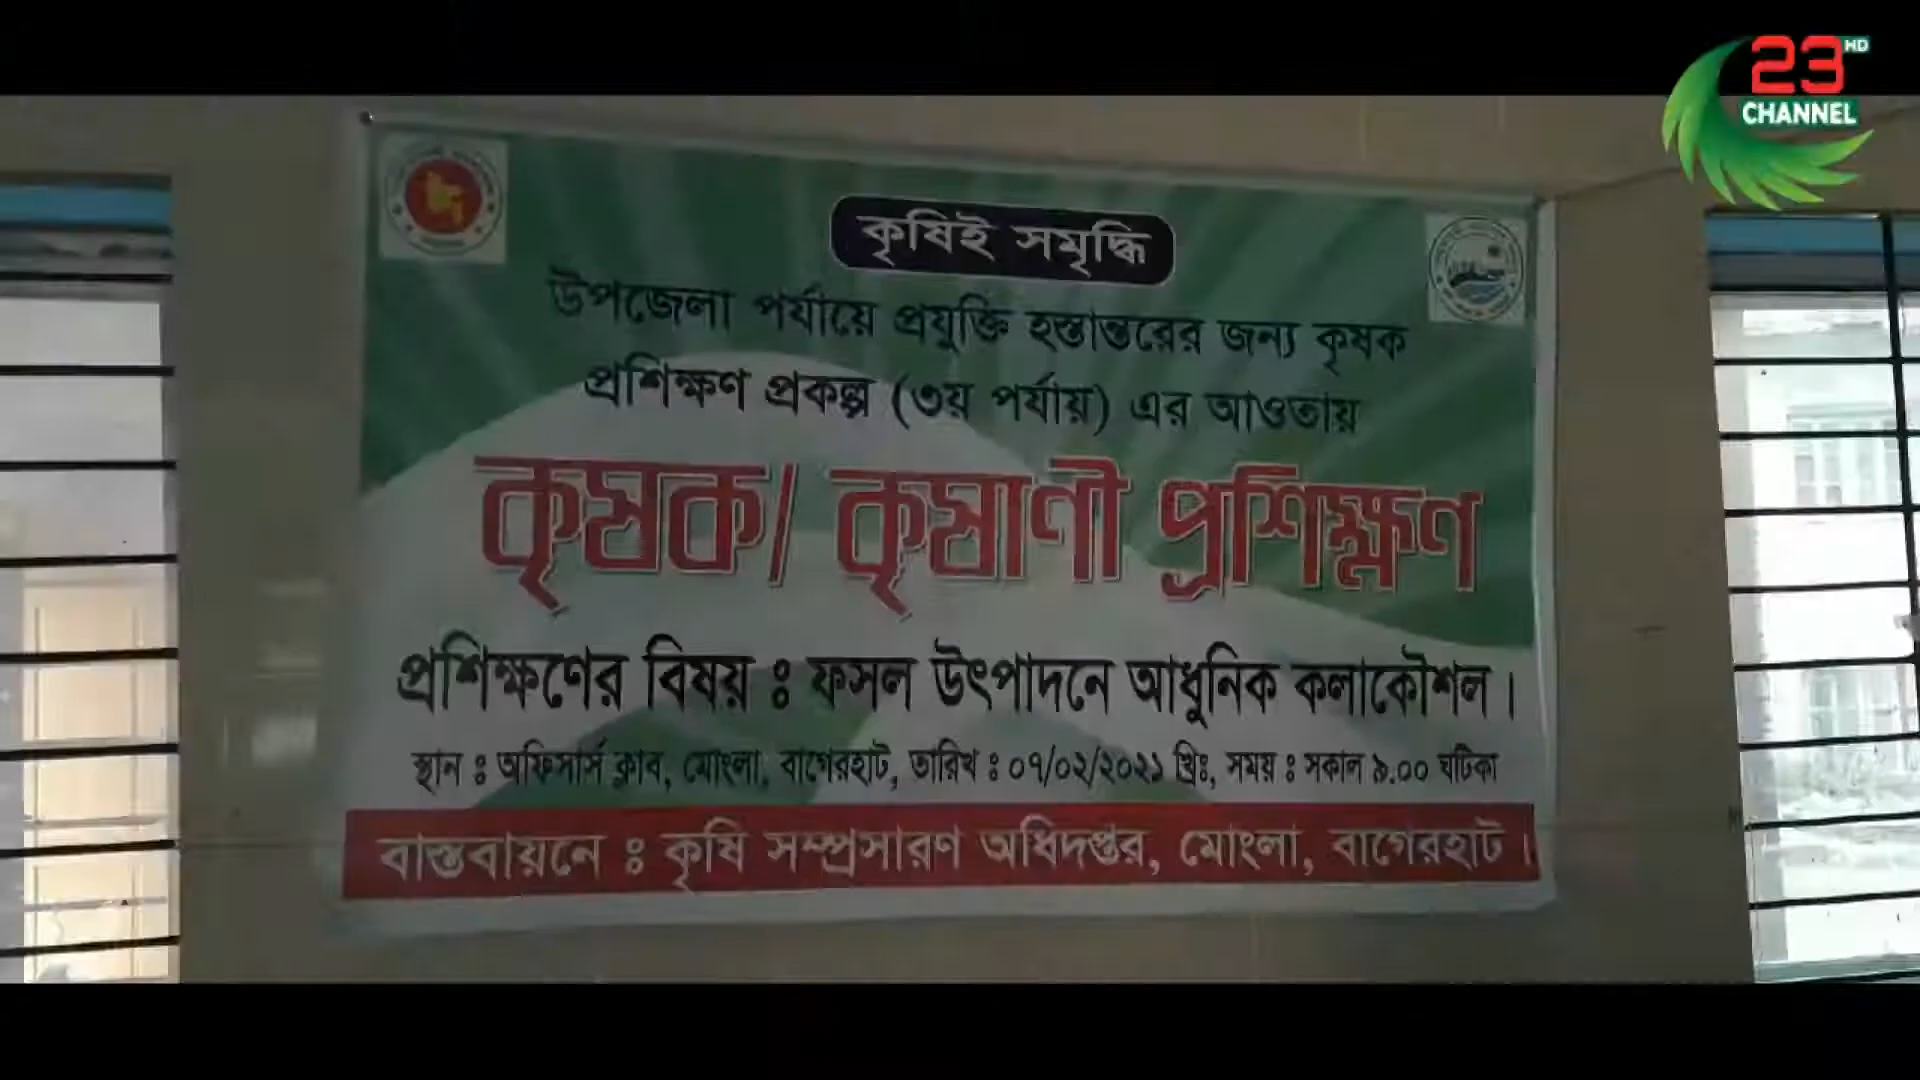 23 HD
CHANNEL
কৃষিই সমৃদ্ধি
উপজেলা পর্যায়ে প্রযুক্তি হস্তান্তরের জন্য কৃষক
প্রশিক্ষণ প্রকল্প (৩য় পর্যায়) এর আওতায়
কৃষক/ কৃষাণী প্রশিক্ষণ
প্রশিক্ষণের বিষয় ঃ ফসল উৎপাদনে আধুনিক কলাকৌশল।
স্থান ঃ অফিসার্স ক্লাব, মোংলা, বাগেরহাট, তারিখ ঃ ০৭/০২/২০২১ খ্রিঃ, সময় ঃ সকাল ৯.০০ ঘটিকা
বাস্তবায়নে ঃ কৃষি সম্প্রসারণ অধিদপ্তর, মোংলা, বাগেরহাট।